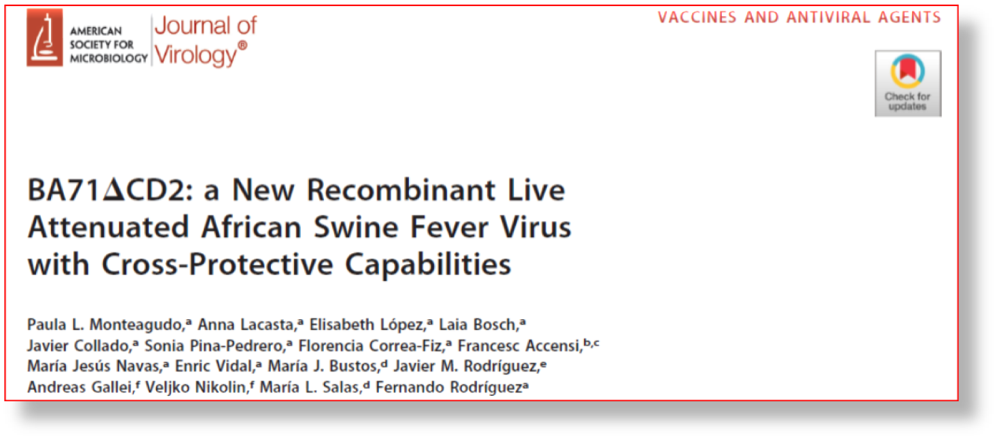 AMERICAN
SOCIETY FOR
MICROBIOLOGY
Journal of
Virology®
VACCINES AND ANTIVIRAL AGENTS
Check for
updates
BA71ΔCD2: a New Recombinant Live
Attenuated African Swine Fever Virus
with Cross-Protective Capabilities
Paula L. Monteagudo,ᵃ Anna Lacasta,ᵃ Elisabeth López,ᵃ Laia Bosch,ᵃ
Javier Collado,ᵃ Sonia Pina-Pedrero,ᵃ Florencia Correa-Fiz,ᵃ Francesc Accensi,ᵇ,ᶜ
María Jesús Navas,ᵃ Enric Vidal,ᵃ María J. Bustos,ᵈ Javier M. Rodríguez,ᵉ
Andreas Gallei,ᶠ Veljko Nikolin,ᶠ María L. Salas,ᵈ Fernando Rodríguezᵃ